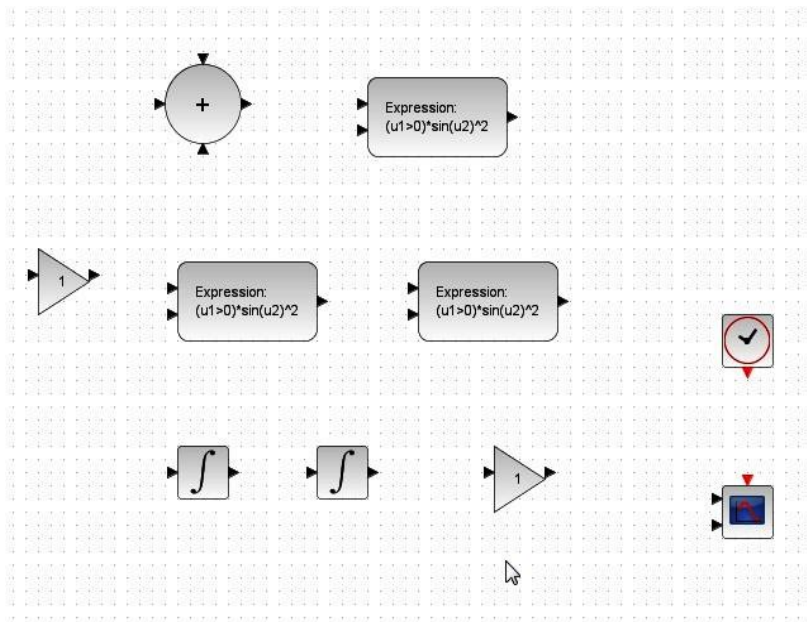 +
Expression:
(u1>0)*sin(u2)^2
1
Expression:
(u1>0)*sin(u2)^2
Expression:
(u1>0)*sin(u2)^2
∫
∫
1